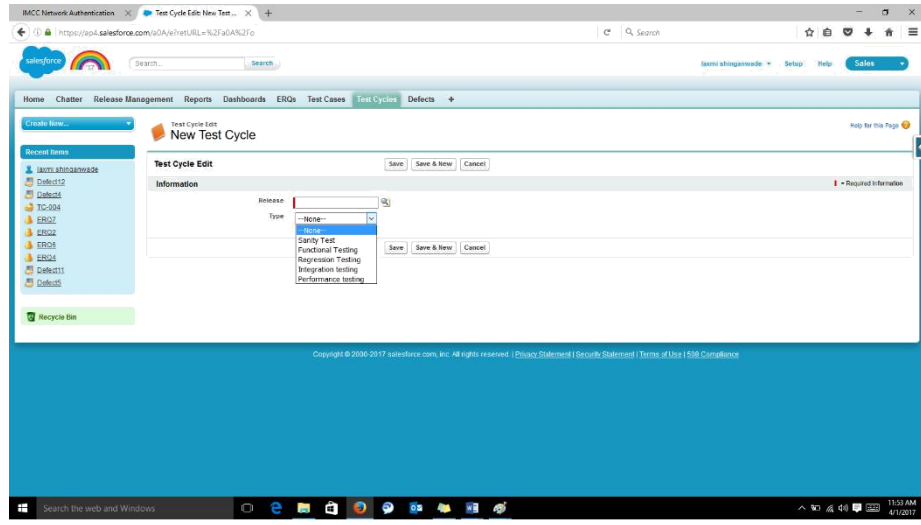 IMCC Network Authentication
Test Cycle Edit: New Test ...
https://ap4.salesforce.com/a0A/e?retURL=%2Fa0A%2Fo
Search
salesforce
17
Search...
Search
laxmi shinganwade
Setup
Help
Sales
Home Chatter Release Management Reports Dashboards ERQs Test Cases Test Cycles Defects +
Create New...
Test Cycle Edit
New Test Cycle
Help for this Page
Recent Items
laxmi shinganwade
Defect12
Defect4
TC-004
ERQ7
ERQ2
ERQ4
Defect11
Defect5
Recycle Bin
Test Cycle Edit
Save
Save & New
Cancel
Information
= Required Information
Release
Type
--None--
--None--
Sanity Test
Functional Testing
Regression Testing
Integration testing
Performance testing
Save
Save & New
Cancel
Copyright © 2000-2017 salesforce.com, inc. All rights reserved. | Privacy Statement | Security Statement | Terms of Use | 508 Compliance
Search the web and Windows
11:53 AM
4/1/2017